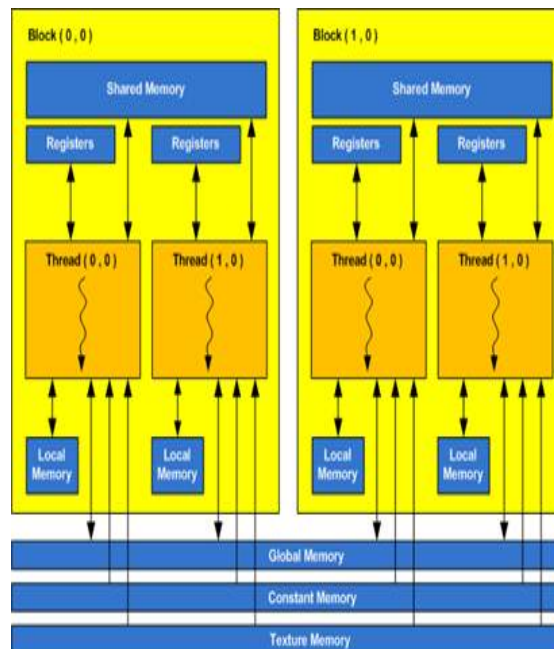 Block ( 0 , 0 )
Shared Memory
Registers
Registers
Thread ( 0 , 0 )
Thread ( 1 , 0 )
Local
Memory
Local
Memory
Block ( 1 , 0 )
Shared Memory
Registers
Registers
Thread ( 0 , 0 )
Thread ( 1 , 0 )
Local
Memory
Local
Memory
Global Memory
Constant Memory
Texture Memory